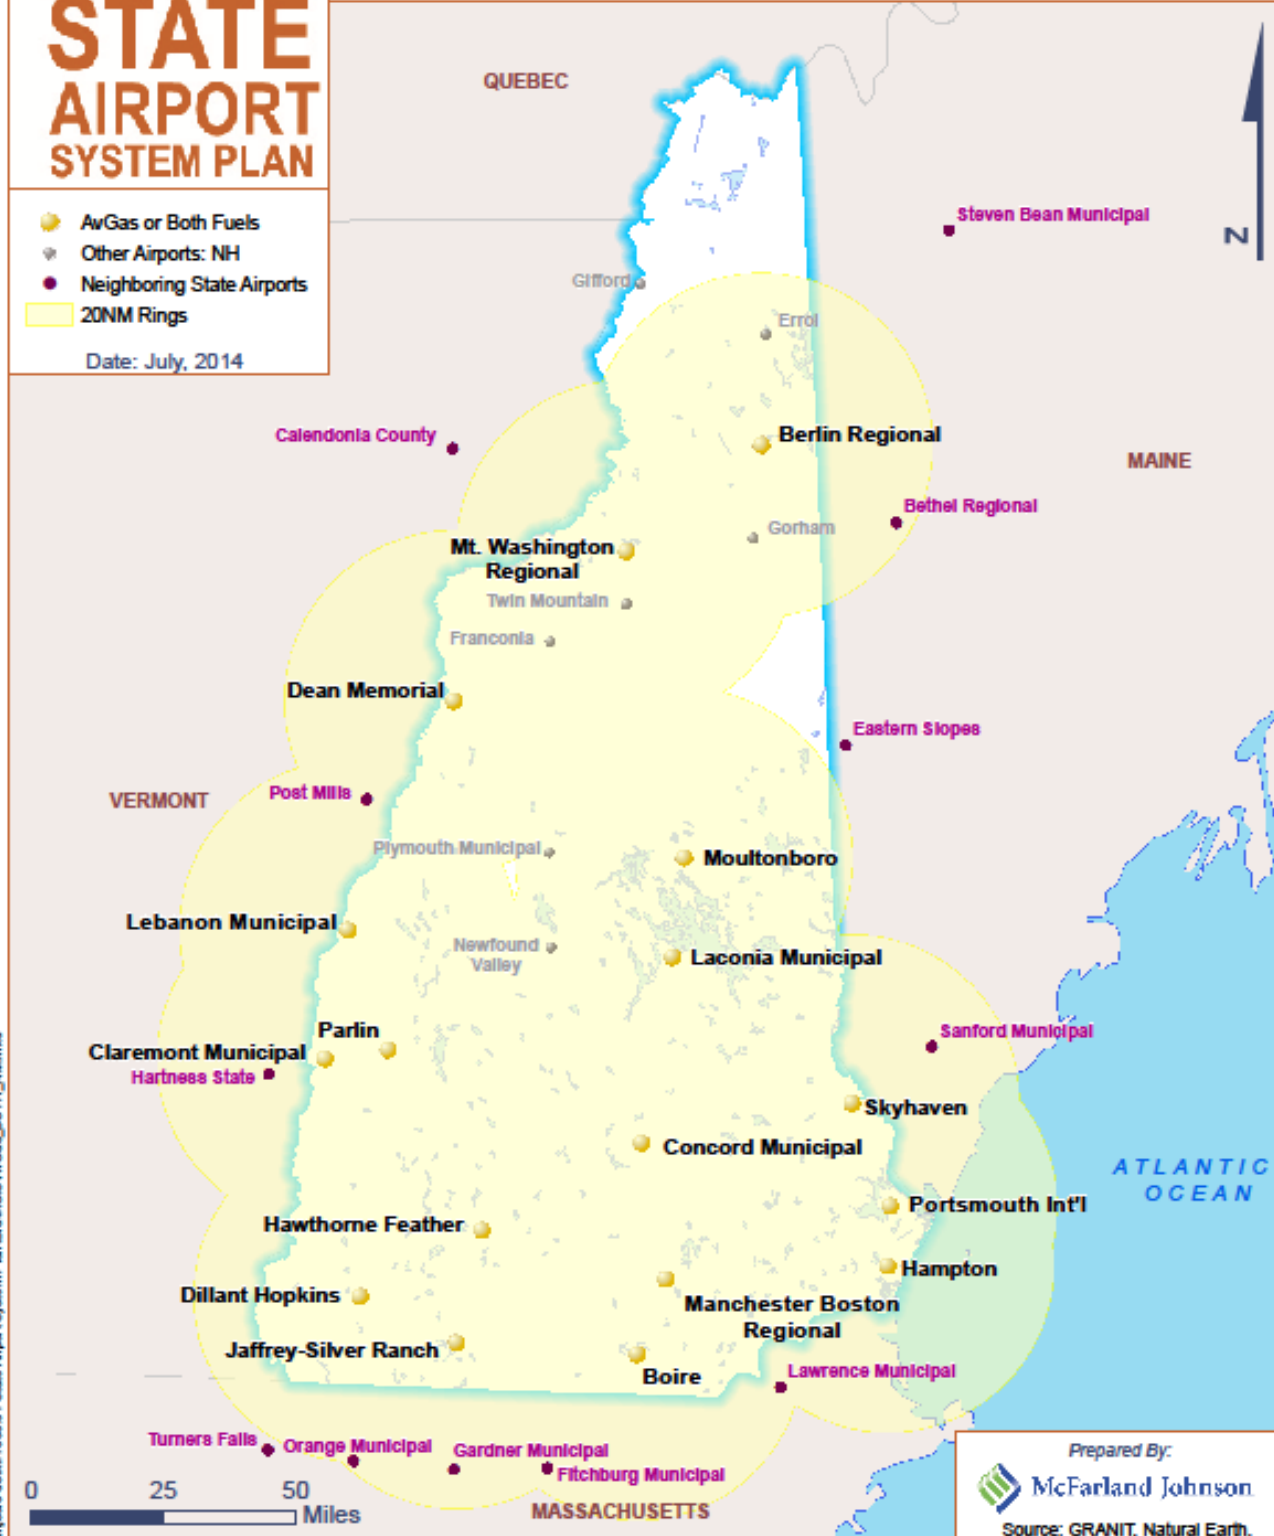 STATE
AIRPORT
SYSTEM PLAN
AvGas or Both Fuels
Other Airports: NH
Neighboring State Airports
20NM Rings
Date: July, 2014
QUEBEC
N
Steven Bean Municipal
Gifford
Errol
Calendonia County
Berlin Regional
MAINE
Bethel Regional
Gorham
Mt. Washington
Regional
Twin Mountain
Franconia
Dean Memorial
Eastern Slopes
Post Mills
VERMONT
Plymouth Municipal
Moultonboro
Lebanon Municipal
Newfound
Valley
Laconia Municipal
Parlin
Sanford Municipal
Claremont Municipal
Hartness State
Skyhaven
Concord Municipal
ATLANTIC
OCEAN
Portsmouth Int'l
Hawthorne Feather
Hampton
Dillant Hopkins
Manchester Boston
Regional
Jaffrey-Silver Ranch
Boire
Lawrence Municipal
Turners Falls
Orange Municipal
Gardner Municipal
Fitchburg Municipal
MASSACHUSETTS
0 25 50
Miles
Prepared By:
McFarland Johnson
Source: GRANIT, Natural Earth,